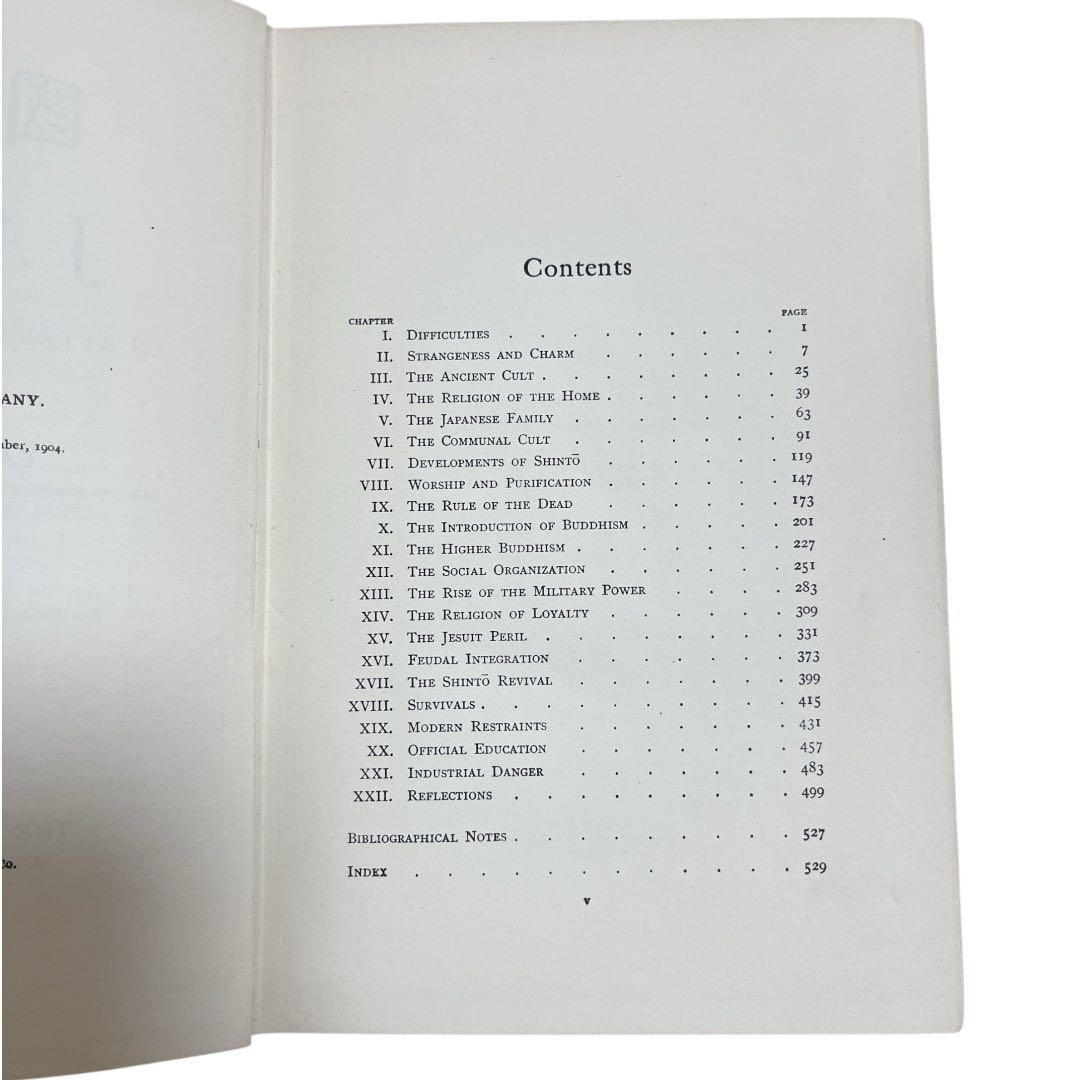 ANY.
ber, 1904.
Co.
Contents
CHAPTER PAGE
I. DIFFICULTIES . . . . . . . . . 1
II. STRANGENESS AND CHARM . . . . . . . 7
III. THE ANCIENT CULT . . . . . . . . 25
IV. THE RELIGION OF THE HOME . . . . . . . 39
V. THE JAPANESE FAMILY . . . . . . . 63
VI. THE COMMUNAL CULT . . . . . . . 91
VII. DEVELOPMENTS OF SHINTŌ . . . . . . 119
VIII. WORSHIP AND PURIFICATION . . . . . . 147
IX. THE RULE OF THE DEAD . . . . . . 173
X. THE INTRODUCTION OF BUDDHISM . . . . . 201
XI. THE HIGHER BUDDHISM . . . . . . . 227
XII. THE SOCIAL ORGANIZATION . . . . . . 251
XIII. THE RISE OF THE MILITARY POWER . . . . 283
XIV. THE RELIGION OF LOYALTY . . . . . . 309
XV. THE JESUIT PERIL . . . . . . . . 331
XVI. FEUDAL INTEGRATION . . . . . . . 373
XVII. THE SHINTŌ REVIVAL . . . . . . . 399
XVIII. SURVIVALS . . . . . . . . . . 415
XIX. MODERN RESTRAINTS . . . . . . . 431
XX. OFFICIAL EDUCATION . . . . . . . 457
XXI. INDUSTRIAL DANGER . . . . . . . 483
XXII. REFLECTIONS . . . . . . . . . 499
BIBLIOGRAPHICAL NOTES . . . . . . . . . 527
INDEX . . . . . . . . . . . . 529
v